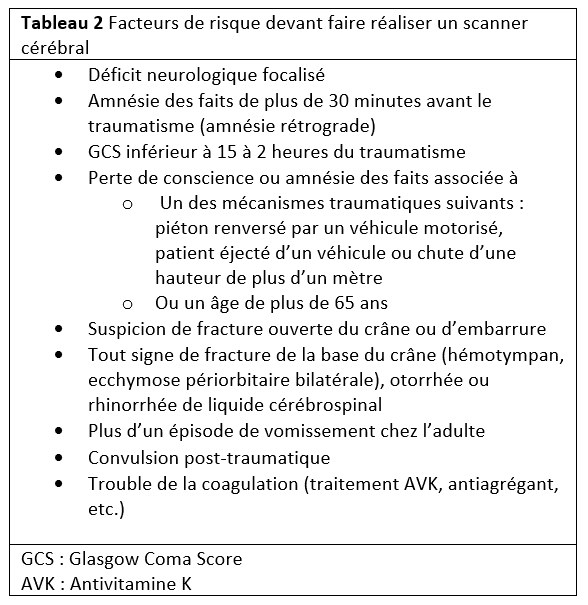 Tableau 2 Facteurs de risque devant faire réaliser un scanner
cérébral
• Déficit neurologique focalisé
• Amnésie des faits de plus de 30 minutes avant le
traumatisme (amnésie rétrograde)
• GCS inférieur à 15 à 2 heures du traumatisme
• Perte de conscience ou amnésie des faits associée à
o Un des mécanismes traumatiques suivants :
piéton renversé par un véhicule motorisé,
patient éjecté d’un véhicule ou chute d’une
hauteur de plus d’un mètre
o Ou un âge de plus de 65 ans
• Suspicion de fracture ouverte du crâne ou d’embarrure
• Tout signe de fracture de la base du crâne (hémotympan,
ecchymose périorbitaire bilatérale), otorrhée ou
rhinorrhée de liquide cérébrospinal
• Plus d’un épisode de vomissement chez l’adulte
• Convulsion post-traumatique
• Trouble de la coagulation (traitement AVK, antiagrégant,
etc.)
GCS : Glasgow Coma Score
AVK : Antivitamine K